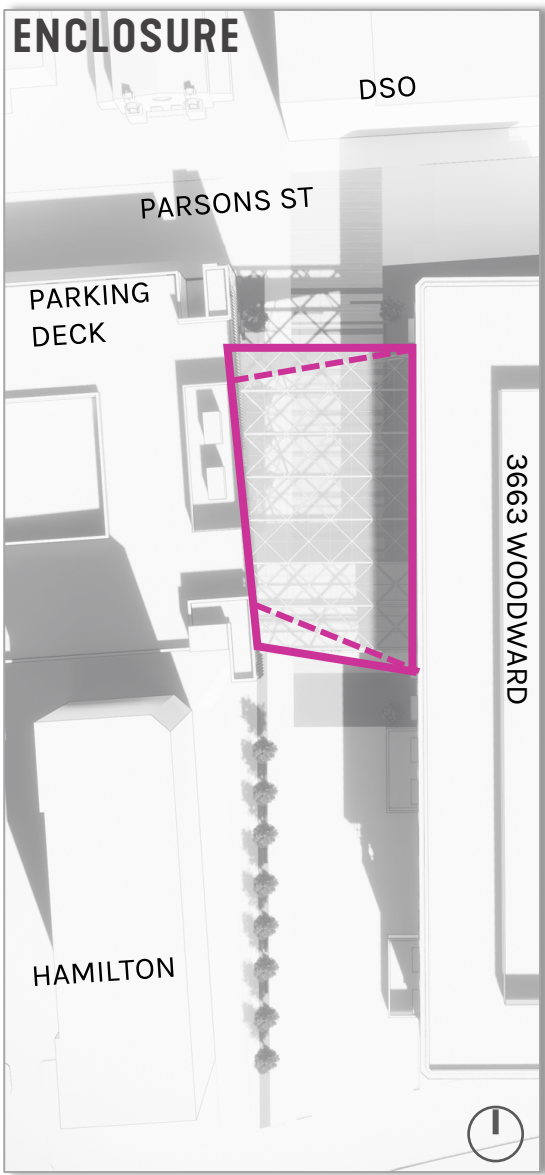 ENCLOSURE
DSO
PARSONS ST
PARKING
DECK
3663 WOODWARD
HAMILTON